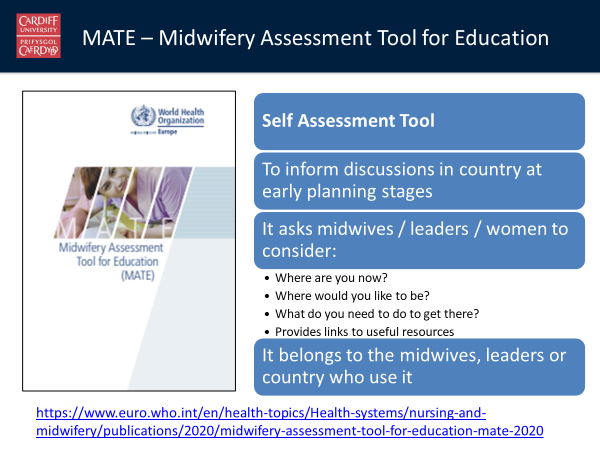 CARDIFF
UNIVERSITY
PRIFYSGOL
CAERDYDD
MATE – Midwifery Assessment Tool for Education
World Health
Organization
Europe
MATE
Midwifery Assessment
Tool for Education
(MATE)
Self Assessment Tool
To inform discussions in country at
early planning stages
It asks midwives / leaders / women to
consider:
• Where are you now?
• Where would you like to be?
• What do you need to do to get there?
• Provides links to useful resources
It belongs to the midwives, leaders or
country who use it
https://www.euro.who.int/en/health-topics/Health-systems/nursing-and-
midwifery/publications/2020/midwifery-assessment-tool-for-education-mate-2020